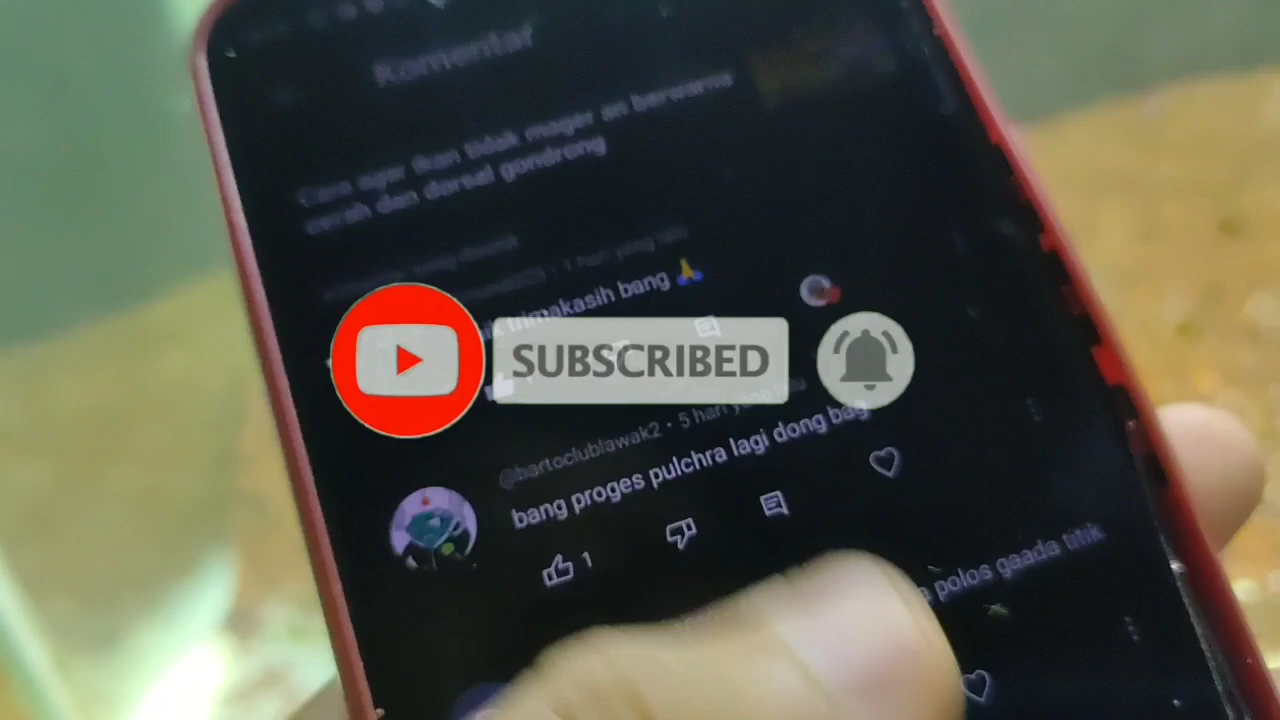 Komentar
Cara agar ikan tidak mager an berwarna
cerah dan dorsal gondrong
trimakasih bang 🙏
SUBSCRIBED
@bartoclublawak2 • 5 hari yang lalu
bang proges pulchra lagi dong bag
1
polos gaada titik